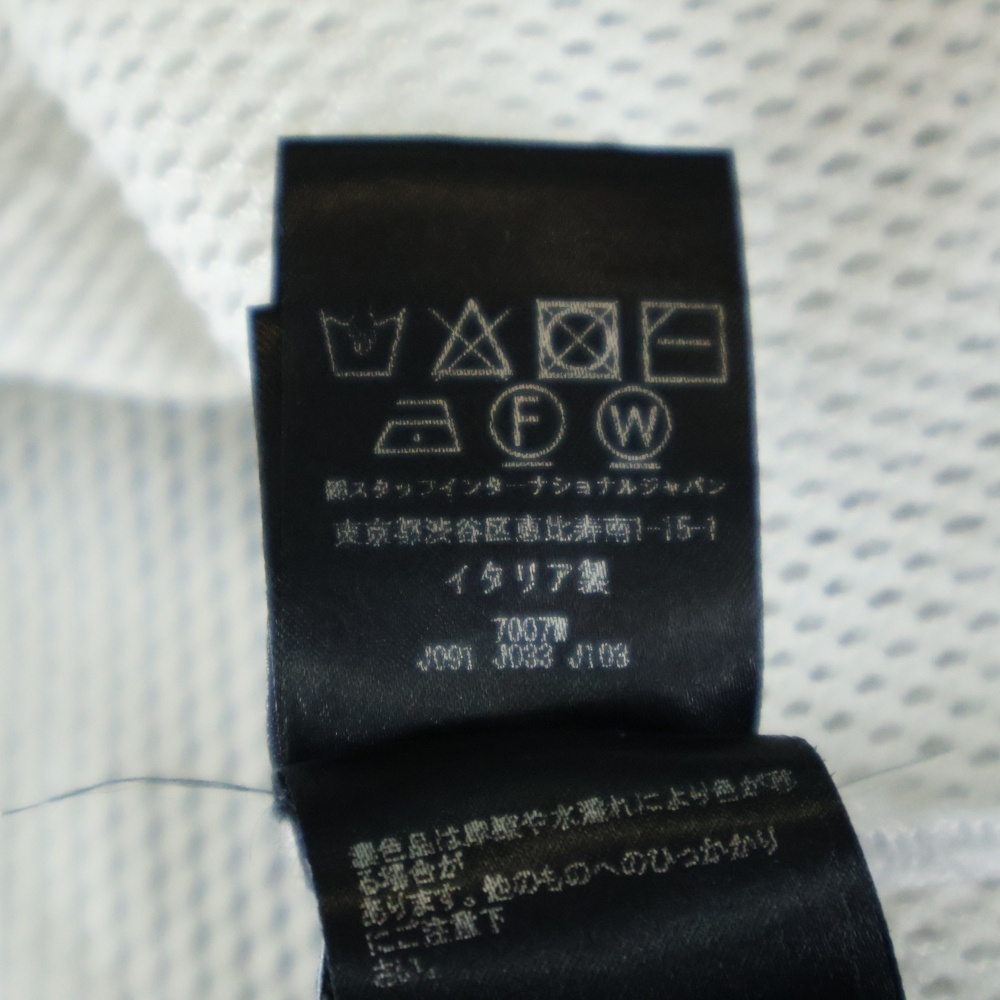 F W
㈱スタッフインターナショナルジャパン
東京都渋谷区恵比寿南1-15-1
イタリア製
7007W
J091 J033 J103
濃色品は摩擦や水濡れにより色が移
る場合が
あります。他のものへのひっかかり
にご注意下
さい。